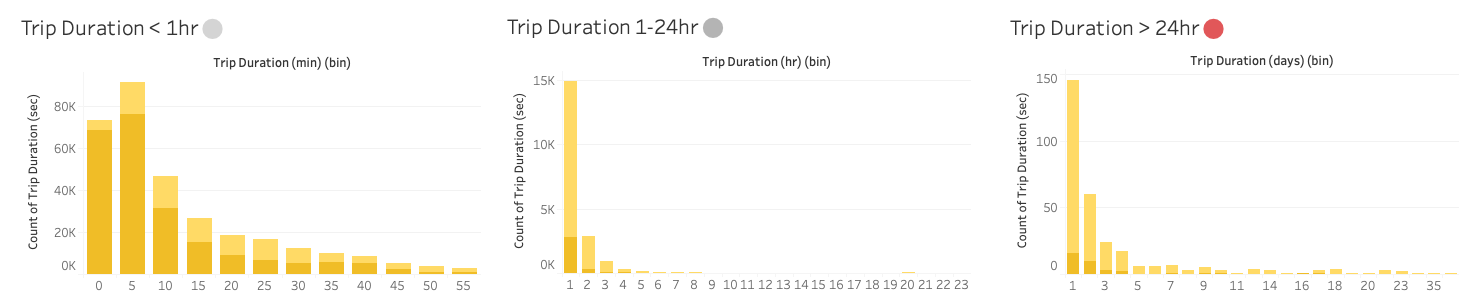 Trip Duration < 1hr
Trip Duration (min) (bin)
Count of Trip Duration (sec)
80K
60K
40K
20K
0K
0 5 10 15 20 25 30 35 40 45 50 55
Trip Duration 1-24hr
Trip Duration (hr) (bin)
Count of Trip Duration (sec)
15K
10K
5K
0K
1 2 3 4 5 6 7 8 9 10 11 12 13 14 15 16 17 18 19 20 21 22 23
Trip Duration > 24hr
Trip Duration (days) (bin)
Count of Trip Duration (sec)
150
100
50
0
1 3 5 7 9 11 14 16 18 20 23 35